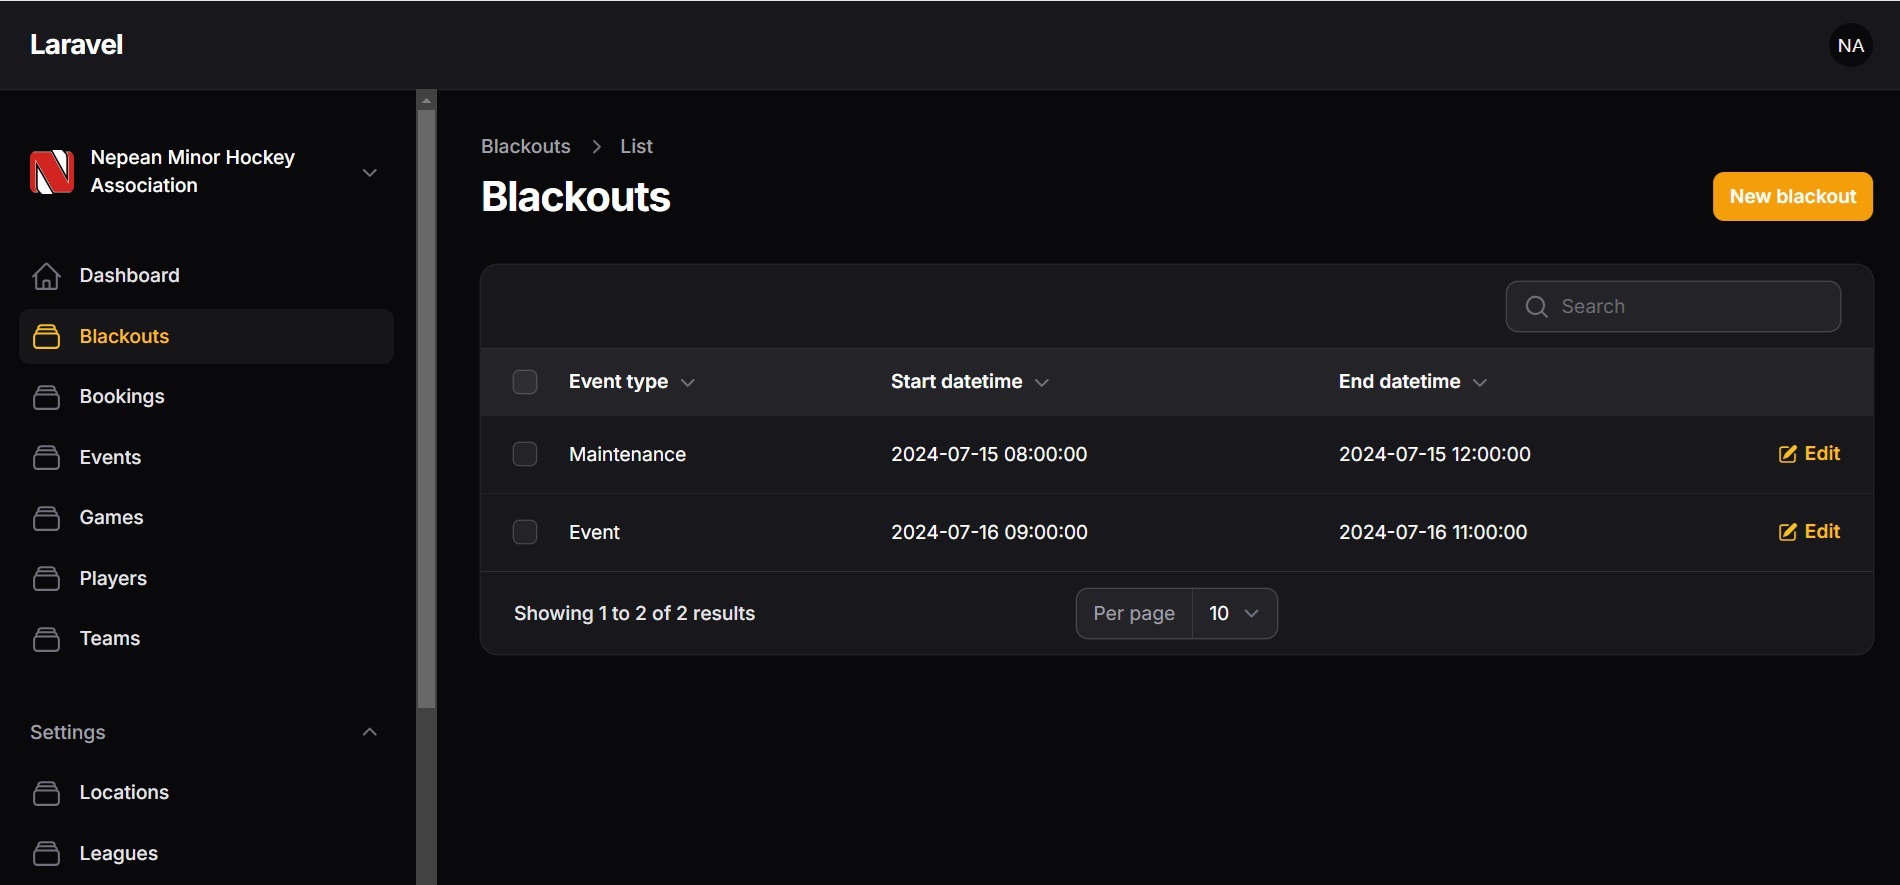 Laravel
NA
Nepean Minor Hockey
Association
Dashboard
Blackouts
Bookings
Events
Games
Players
Teams
Settings
Locations
Leagues
Blackouts > List
Blackouts
New blackout
Search
Event type Start datetime End datetime
Maintenance 2024-07-15 08:00:00 2024-07-15 12:00:00 Edit
Event 2024-07-16 09:00:00 2024-07-16 11:00:00 Edit
Showing 1 to 2 of 2 results Per page 10